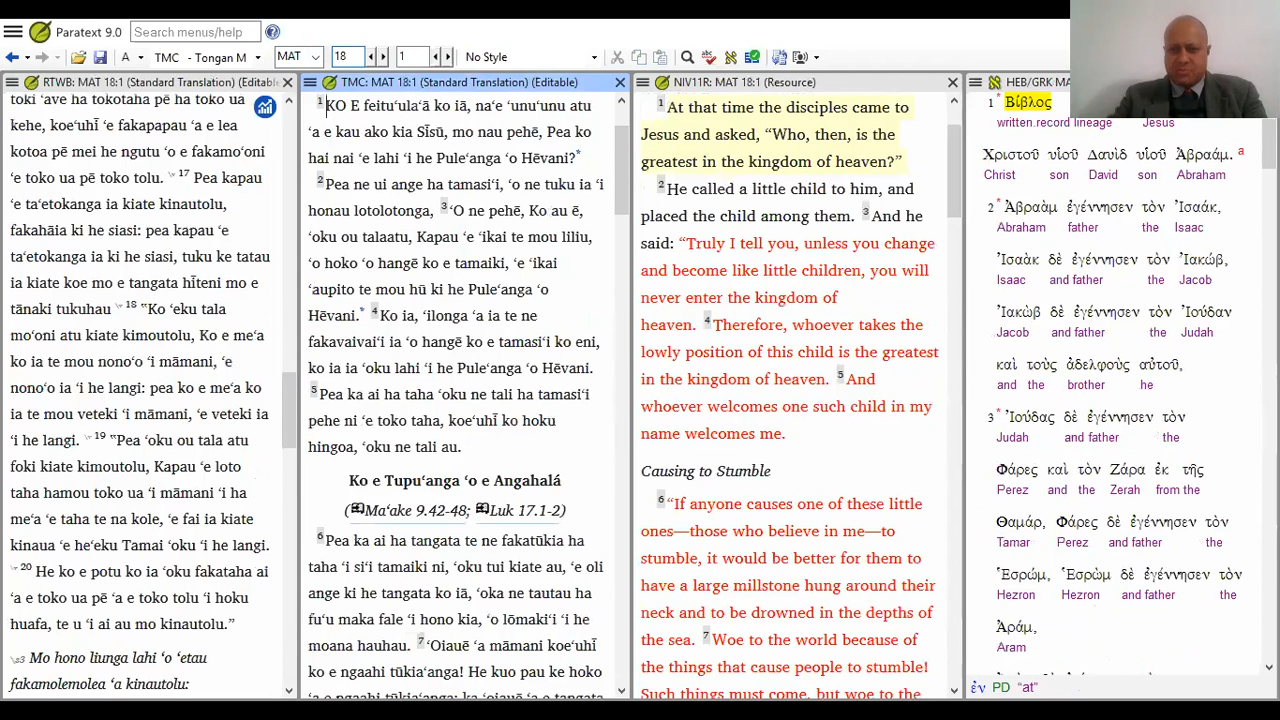 Paratext 9.0
Search menus/help
TMC - Tongan M
MAT
18
1
No Style
RTWB: MAT 18:1 (Standard Translation) (Editable
toki ʻave ha tokotaha pē ha toko ua
kehe, koeʻuhī ʻe fakapapau ʻa e lea
kotoa pē mei he ngutu ʻo e fakamoʻoni
ʻe toko ua pē toko tolu. 17 Pea kapau
ʻe taʻetokanga ia kiate kinautolu,
fakahāia ki he siasi: pea kapau ʻe
taʻetokanga ia ki he siasi, tuku ke tatau
ia kiate koe mo e tangata hīteni mo e
tānaki tukuhau 18 “Ko ʻeku tala
moʻoni atu kiate kimoutolu, Ko e meʻa
ko ia te mou nonoʻo ʻi māmani, ʻe
nonoʻo ia ʻi he langi: pea ko e meʻa ko
ia te mou veteki ʻi māmani, ʻe veteki ia
ʻi he langi. 19 “Pea ʻoku ou tala atu
foki kiate kimoutolu, Kapau ʻe loto
taha hamou toko ua ʻi māmani ʻi ha
meʻa ʻe taha te na kole, ʻe fai ia kiate
kinaua ʻe heʻeku Tamai ʻoku ʻi he langi.
20 He ko e potu ko ia ʻoku fakataha ai
ʻa e toko ua pē ʻa e toko tolu ʻi hoku
huafa, te u ʻi ai au mo kinautolu.”
\s3 Mo hono liunga lahi ʻo ʻetau
fakamolemolea ʻa kinautolu:
TMC: MAT 18:1 (Standard Translation) (Editable)
1 KO E feituʻulaʻā ko iā, naʻe ʻunuʻunu atu
ʻa e kau ako kia Sīsū, mo nau pehē, Pea ko
hai nai ʻe lahi ʻi he Puleʻanga ʻo Hēvani?*
2 Pea ne ui ange ha tamasiʻi, ʻo ne tuku ia ʻi
honau lotolotonga, 3 ʻO ne pehē, Ko au ē,
ʻoku ou talaatu, Kapau ʻe ʻikai te mou liliu,
ʻo hoko ʻo hangē ko e tamaiki, ʻe ʻikai
ʻaupito te mou hū ki he Puleʻanga ʻo
Hēvani.* 4 Ko ia, ʻilonga ʻa ia te ne
fakavaivaiʻi ia ʻo hangē ko e tamasiʻi ko eni,
ko ia ia ʻoku lahi ʻi he Puleʻanga ʻo Hēvani.
5 Pea ka ai ha taha ʻoku ne tali ha tamasiʻi
pehe ni ʻe toko taha, koeʻuhī ko hoku
hingoa, ʻoku ne tali au.
Ko e Tupuʻanga ʻo e Angahalá
(Maʻake 9.42-48; Luk 17.1-2)
6 Pea ka ai ha tangata te ne fakatūkia ha
taha ʻi siʻi tamaiki ni, ʻoku tui kiate au, ʻe oli
ange ki he tangata ko iā, ʻoka ne tautau ha
fuʻu maka fale ʻi hono kia, ʻo lōmakiʻi ʻi he
moana hauhau. 7 ʻOiauē ʻa māmani koeʻuhī
ko e ngaahi tūkiaʻanga! He kuo pau ke hoko
NIV11R: MAT 18:1 (Resource)
1 At that time the disciples came to
Jesus and asked, “Who, then, is the
greatest in the kingdom of heaven?”
2 He called a little child to him, and
placed the child among them. 3 And he
said: “Truly I tell you, unless you change
and become like little children, you will
never enter the kingdom of
heaven. 4 Therefore, whoever takes the
lowly position of this child is the greatest
in the kingdom of heaven. 5 And
whoever welcomes one such child in my
name welcomes me.
Causing to Stumble
6 “If anyone causes one of these little
ones—those who believe in me—to
stumble, it would be better for them to
have a large millstone hung around their
neck and to be drowned in the depths of
the sea. 7 Woe to the world because of
the things that cause people to stumble!
Such things must come, but woe to the
HEB/GRK MA
1 Βίβλος
written.record lineage Jesus
Χριστοῦ υἱοῦ Δαυὶδ υἱοῦ Ἀβραάμ. a
Christ son David son Abraham
2 Ἀβραὰμ ἐγέννησεν τὸν Ἰσαάκ,
Abraham father the Isaac
Ἰσαὰκ δὲ ἐγέννησεν τὸν Ἰακώβ,
Isaac and father the Jacob
Ἰακὼβ δὲ ἐγέννησεν τὸν Ἰούδαν
Jacob and father the Judah
καὶ τοὺς ἀδελφοὺς αὐτοῦ,
and the brother he
3 Ἰούδας δὲ ἐγέννησεν τὸν
Judah and father the
Φάρες καὶ τὸν Ζάρα ἐκ τῆς
Perez and the Zerah from the
Θαμάρ, Φάρες δὲ ἐγέννησεν τὸν
Tamar Perez and father the
Ἑσρώμ, Ἑσρὼμ δὲ ἐγέννησεν τὸν
Hezron Hezron and father the
Ἀράμ,
Aram
ἐν PD “at”